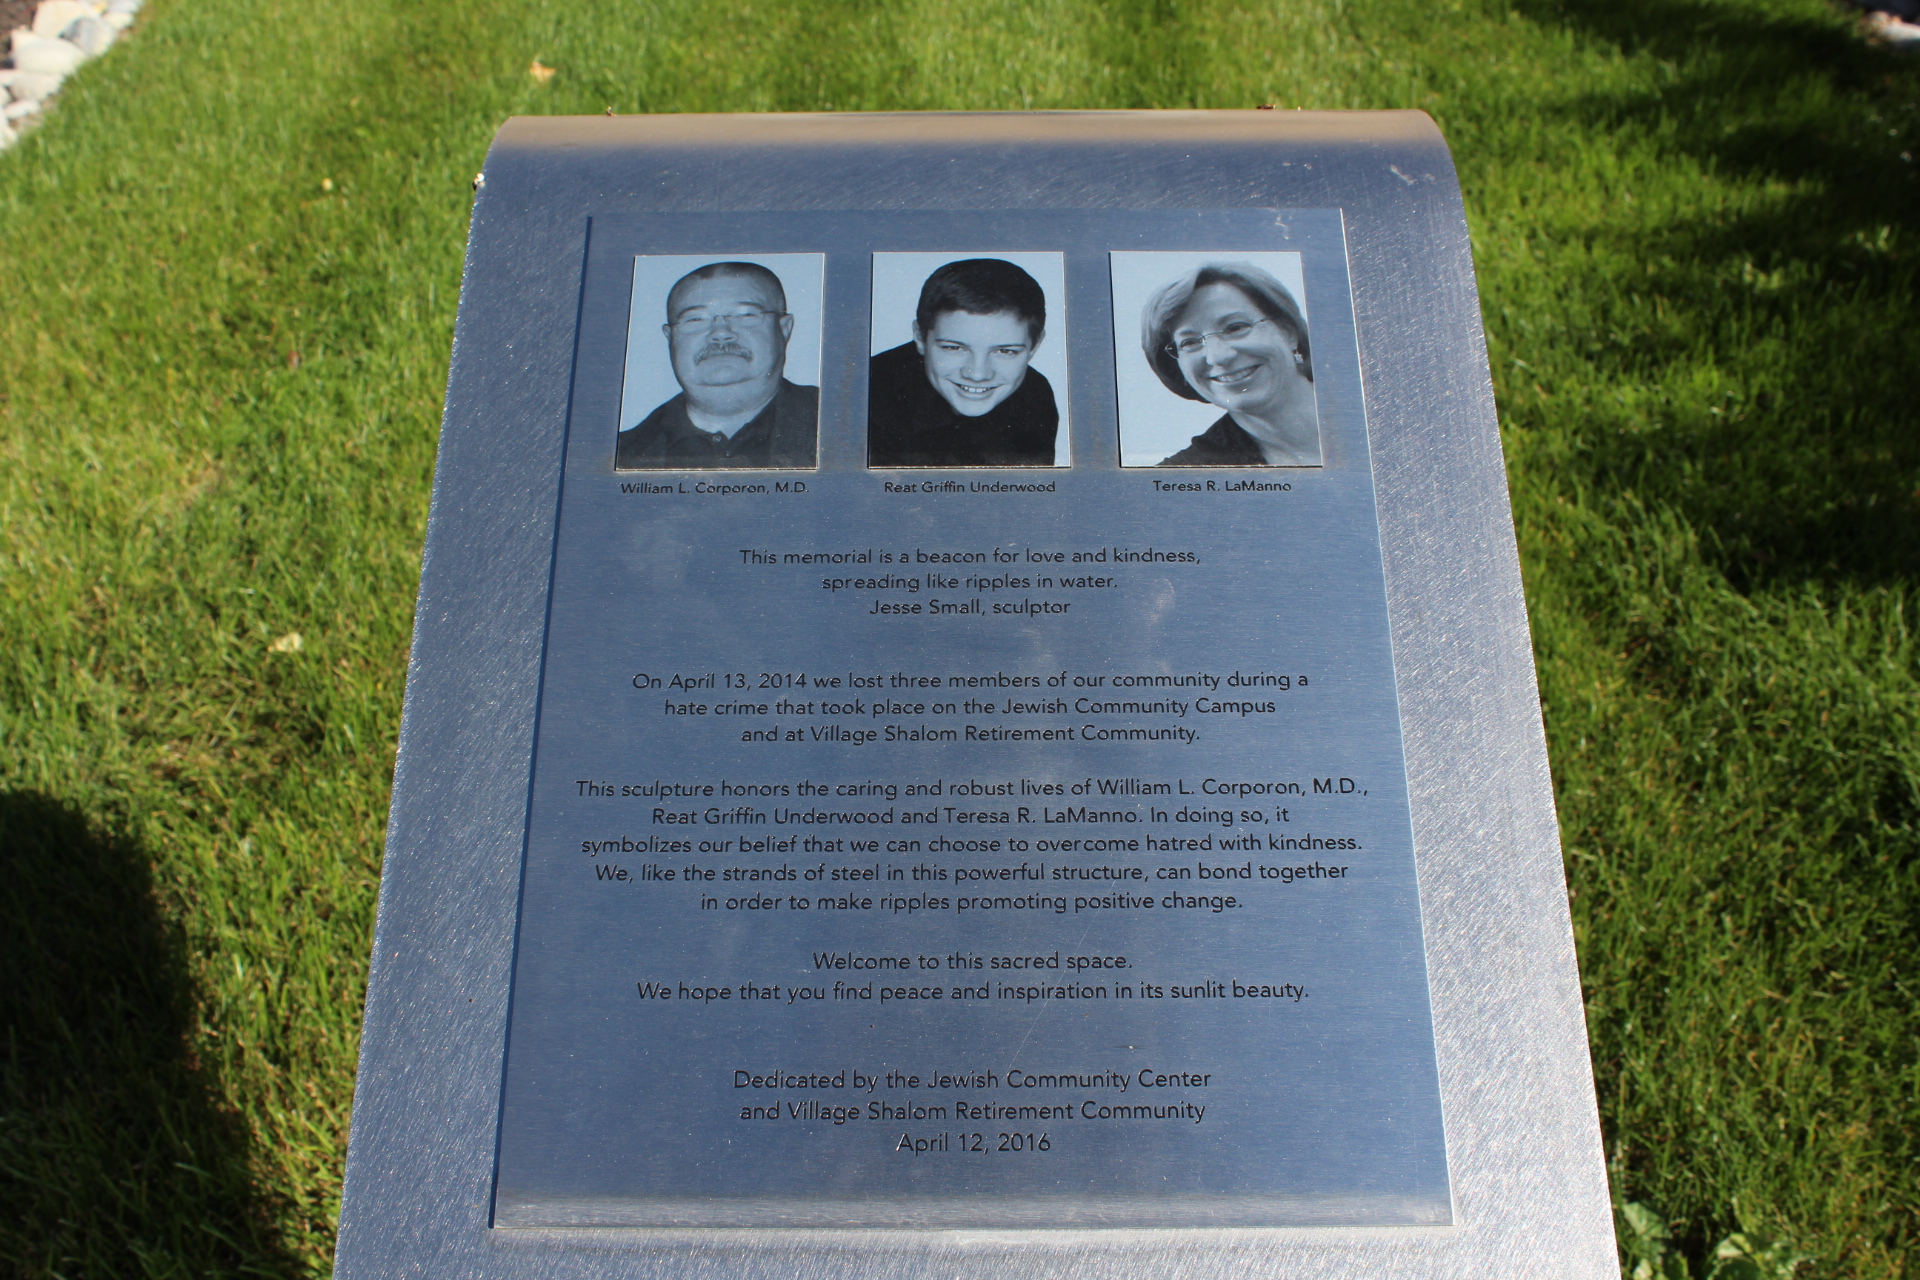 William L. Corporon, M.D.
Reat Griffin Underwood
Teresa R. LaManno
This memorial is a beacon for love and kindness,
spreading like ripples in water.
Jesse Small, sculptor
On April 13, 2014 we lost three members of our community during a
hate crime that took place on the Jewish Community Campus
and at Village Shalom Retirement Community.
This sculpture honors the caring and robust lives of William L. Corporon, M.D.,
Reat Griffin Underwood and Teresa R. LaManno. In doing so, it
symbolizes our belief that we can choose to overcome hatred with kindness.
We, like the strands of steel in this powerful structure, can bond together
in order to make ripples promoting positive change.
Welcome to this sacred space.
We hope that you find peace and inspiration in its sunlit beauty.
Dedicated by the Jewish Community Center
and Village Shalom Retirement Community
April 12, 2016